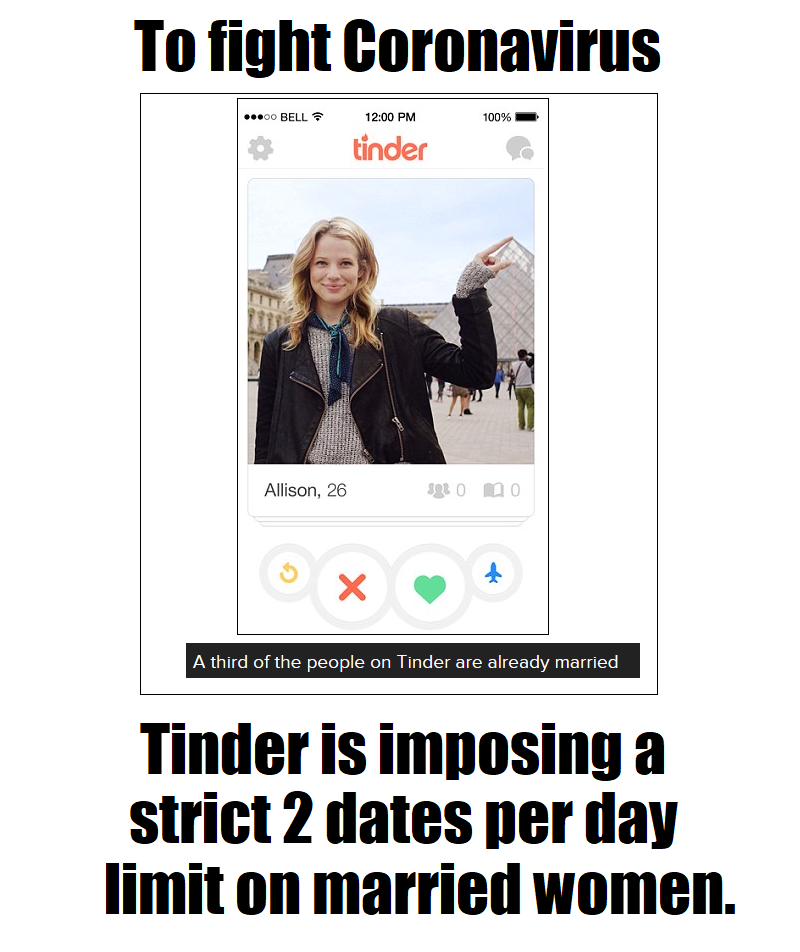 To fight Coronavirus
BELL 12:00 PM 100%
tinder
Allison, 26 0 0
A third of the people on Tinder are already married
Tinder is imposing a
strict 2 dates per day
limit on married women.